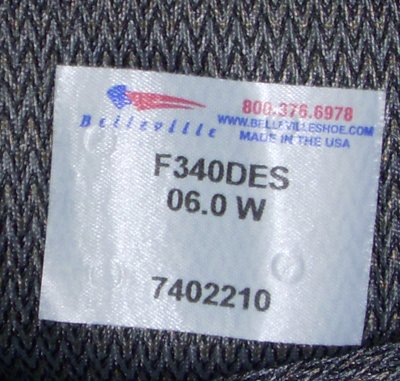 Belleville
800.376.6978
WWW.BELLEVILLESHOE.COM
MADE IN THE USA
F340DES
06.0 W
7402210